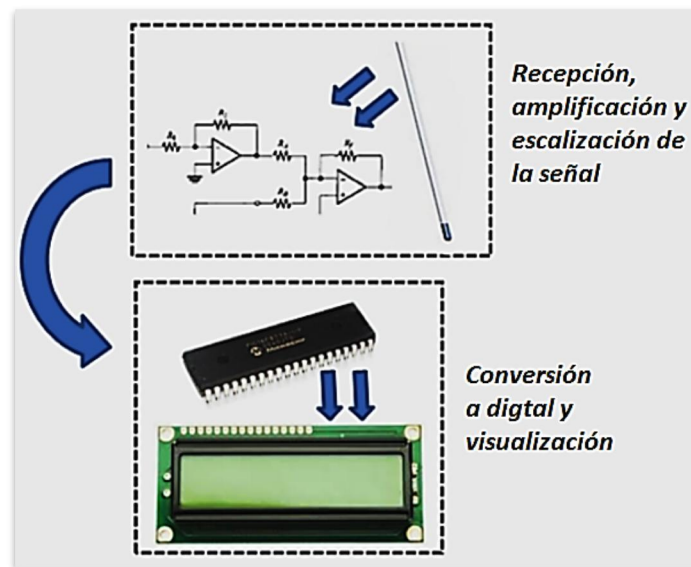 Recepción,
amplificación y
escalización de
la señal
Conversión
a digtal y
visualización